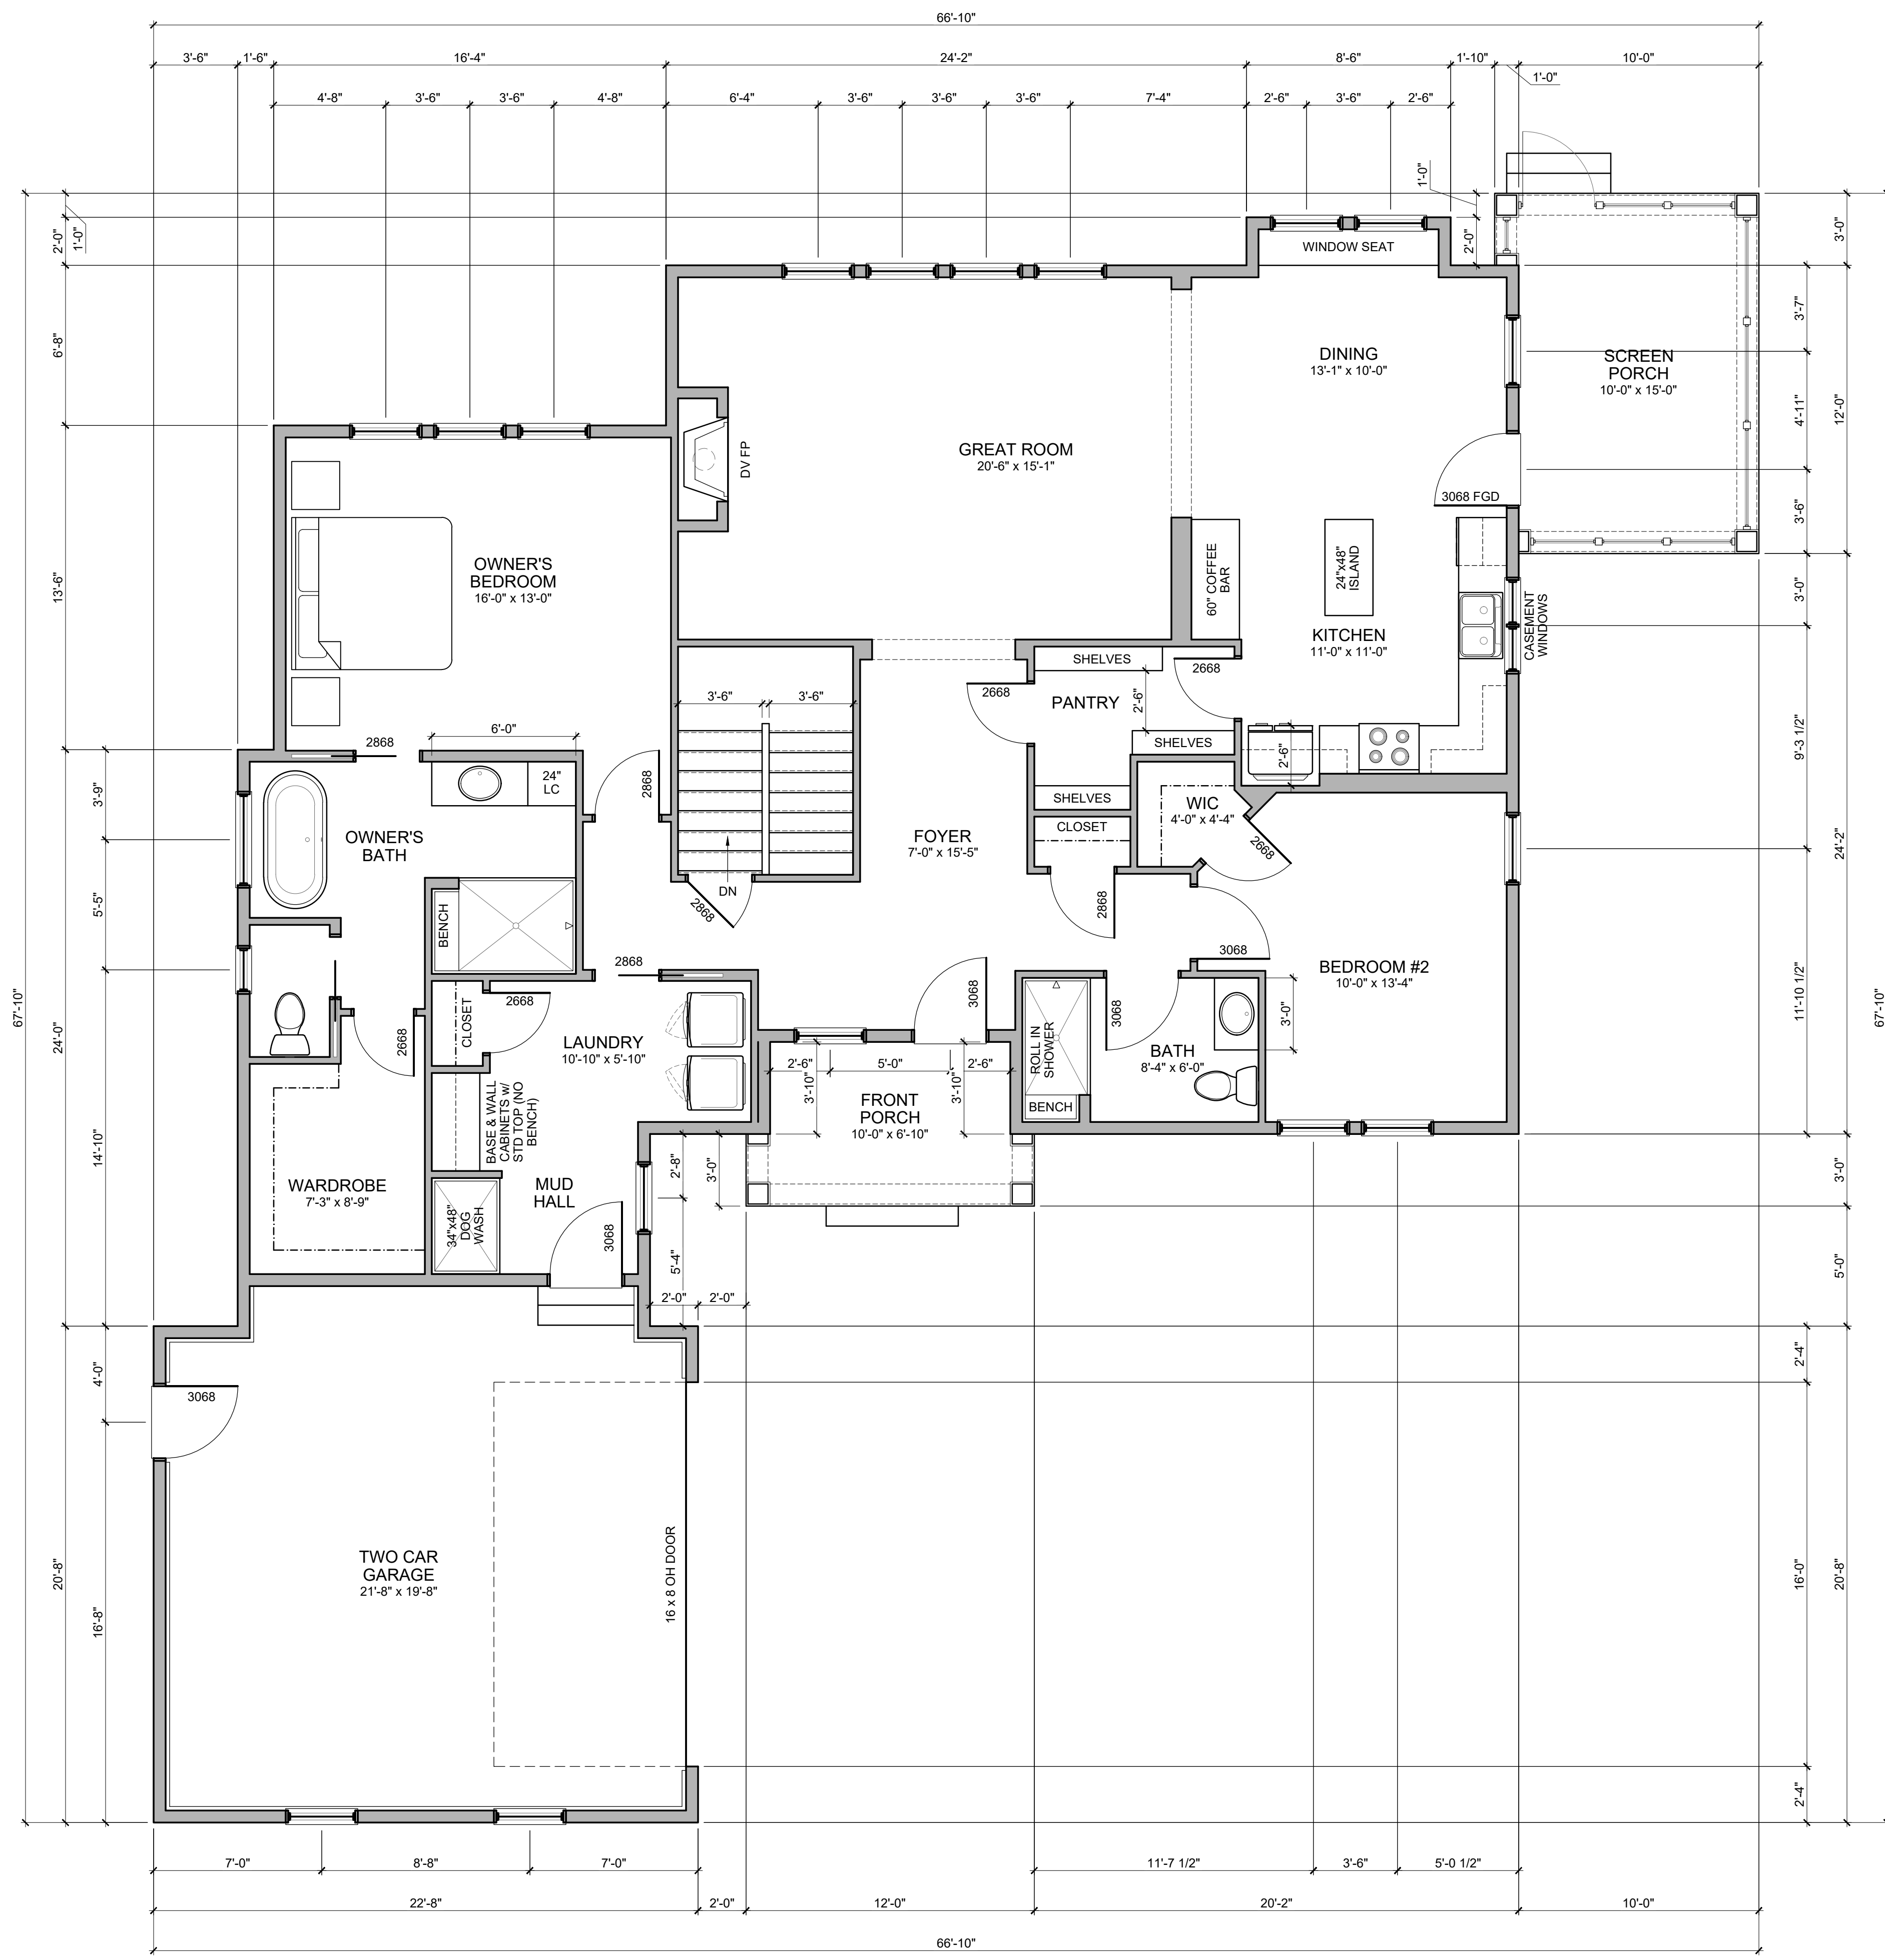 66'-10"
3'-6"
1'-6"
16'-4"
24'-2"
8'-6"
1'-10"
10'-0"
1'-0"
4'-8"
3'-6"
3'-6"
4'-8"
6'-4"
3'-6"
3'-6"
3'-6"
7'-4"
2'-6"
3'-6"
2'-6"
1'-0"
2'-0"
1'-0"
2'-0"
3'-0"
WINDOW SEAT
6'-8"
3'-7"
DINING
13'-1" x 10'-0"
SCREEN
PORCH
10'-0" x 15'-0"
4'-11"
12'-0"
DV FP
GREAT ROOM
20'-6" x 15'-1"
3068 FGD
3'-6"
OWNER'S
BEDROOM
16'-0" x 13'-0"
13'-6"
60" COFFEE
BAR
24"x48"
ISLAND
3'-0"
CASEMENT
WINDOWS
KITCHEN
11'-0" x 11'-0"
SHELVES
2668
2668
3'-6"
3'-6"
PANTRY
2'-6"
6'-0"
2868
SHELVES
2'-6"
9'-3 1/2"
24"
LC
2868
3'-9"
SHELVES
WIC
4'-0" x 4'-4"
OWNER'S
BATH
FOYER
7'-0" x 15'-5"
CLOSET
2668
24'-2"
DN
2868
2868
5'-5"
BENCH
3068
2868
BEDROOM #2
10'-0" x 13'-4"
11'-10 1/2"
67'-10"
67'-10"
24'-0"
2668
CLOSET
3068
3068
3'-0"
2668
LAUNDRY
10'-10" x 5'-10"
ROLL IN
SHOWER
BATH
8'-4" x 6'-0"
2'-6"
5'-0"
2'-6"
3'-10"
3'-10"
FRONT
PORCH
10'-0" x 6'-10"
BENCH
BASE & WALL
CABINETS w/
STD TOP (NO
BENCH)
14'-10"
2'-8"
3'-0"
3'-0"
WARDROBE
7'-3" x 8'-9"
MUD
HALL
34"x48"
DOG
WASH
3068
5'-4"
5'-0"
2'-0"
2'-0"
4'-0"
2'-4"
3068
TWO CAR
GARAGE
21'-8" x 19'-8"
16 x 8 OH DOOR
20'-8"
16'-8"
16'-0"
20'-8"
2'-4"
7'-0"
8'-8"
7'-0"
11'-7 1/2"
3'-6"
5'-0 1/2"
22'-8"
2'-0"
12'-0"
20'-2"
10'-0"
66'-10"